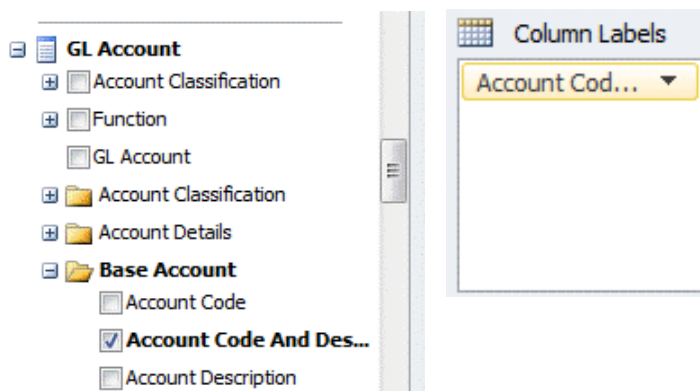 GL Account
Account Classification
Function
GL Account
Account Classification
Account Details
Base Account
Account Code
Account Code And Des...
Account Description
Column Labels
Account Cod...